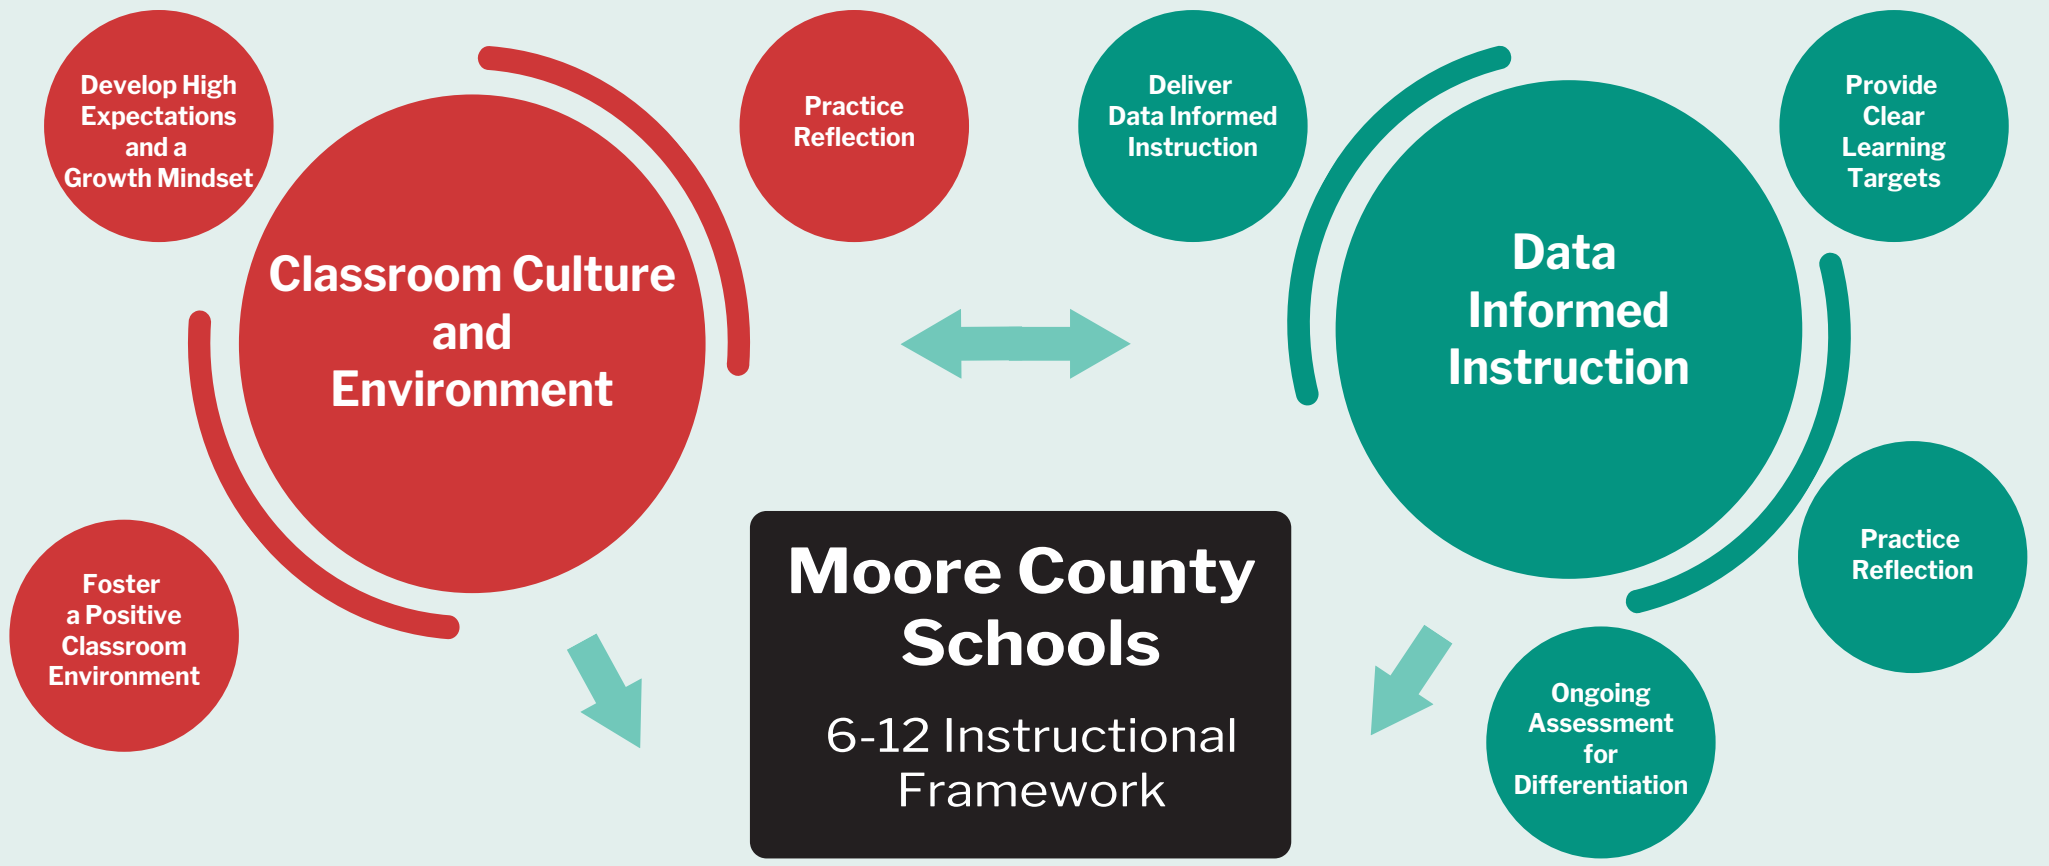 Develop High
Expectations
and a
Growth Mindset
Practice
Reflection
Classroom Culture
and
Environment
Foster
a Positive
Classroom
Environment
Deliver
Data Informed
Instruction
Provide
Clear
Learning
Targets
Data
Informed
Instruction
Practice
Reflection
Ongoing
Assessment
for
Differentiation
Moore County
Schools
6-12 Instructional
Framework